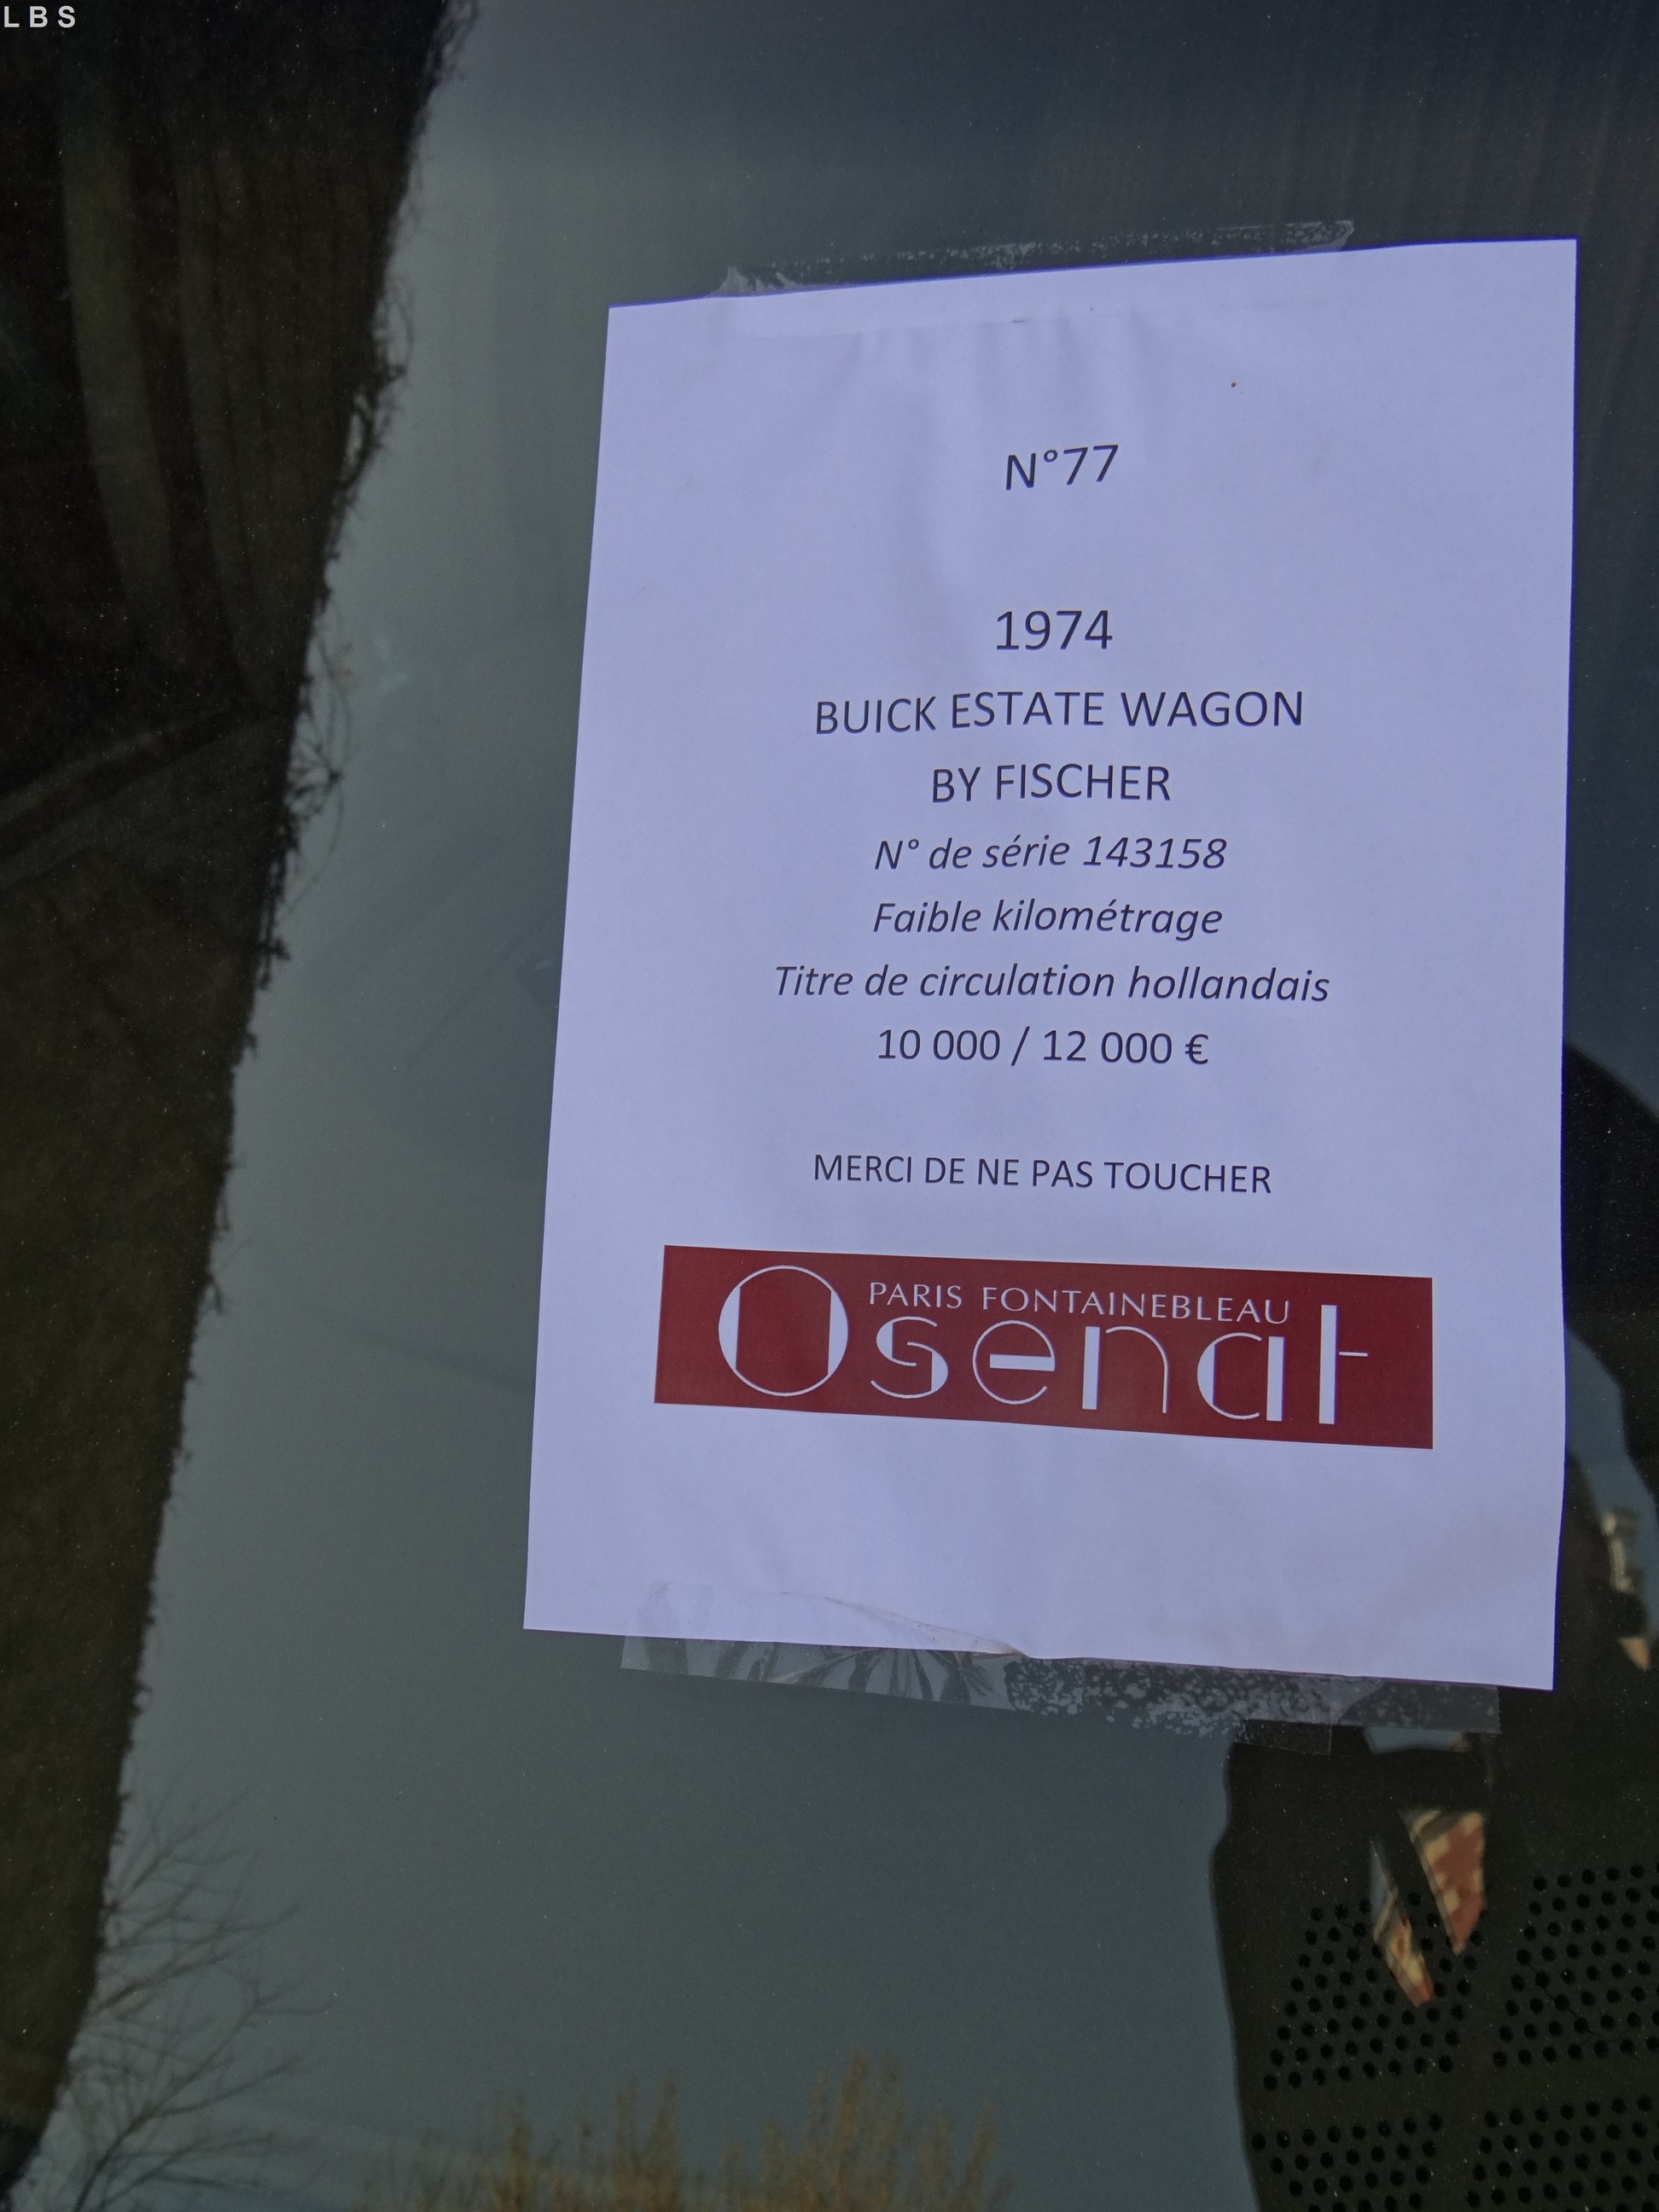 LBS
N°77
1974
BUICK ESTATE WAGON
BY FISCHER
N° de série 143158
Faible kilométrage
Titre de circulation hollandais
10 000 / 12 000 €
MERCI DE NE PAS TOUCHER
PARIS FONTAINEBLEAU
Osenat